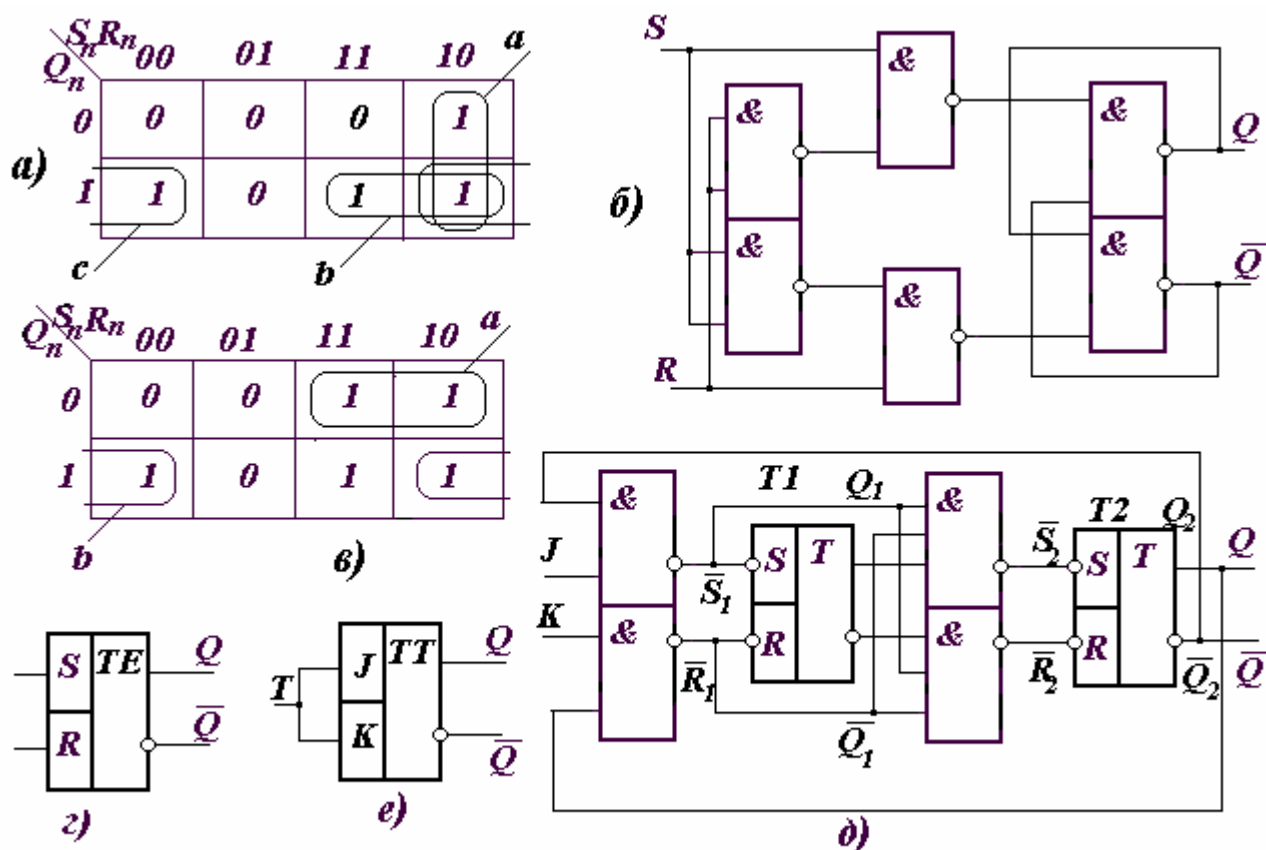 SₙRₙ 00 01 11 10 a
Qₙ
0 0 0 0 1
1 1 0 1 1
а)
c b
SₙRₙ 00 01 11 10 a
Qₙ
0 0 0 1 1
1 1 0 1 1
b в)
S & & & Q
б)
& & & Q̅
R
& T1 Q₁ & T2 Q₂ Q
J S T S̅₂ S T
S̅₁
K & R & R
R̅₁ Q̅₁ R̅₂ Q̅₂ Q̅
д)
S TE Q
R Q̅
г)
T J TT Q
K Q̅
е)